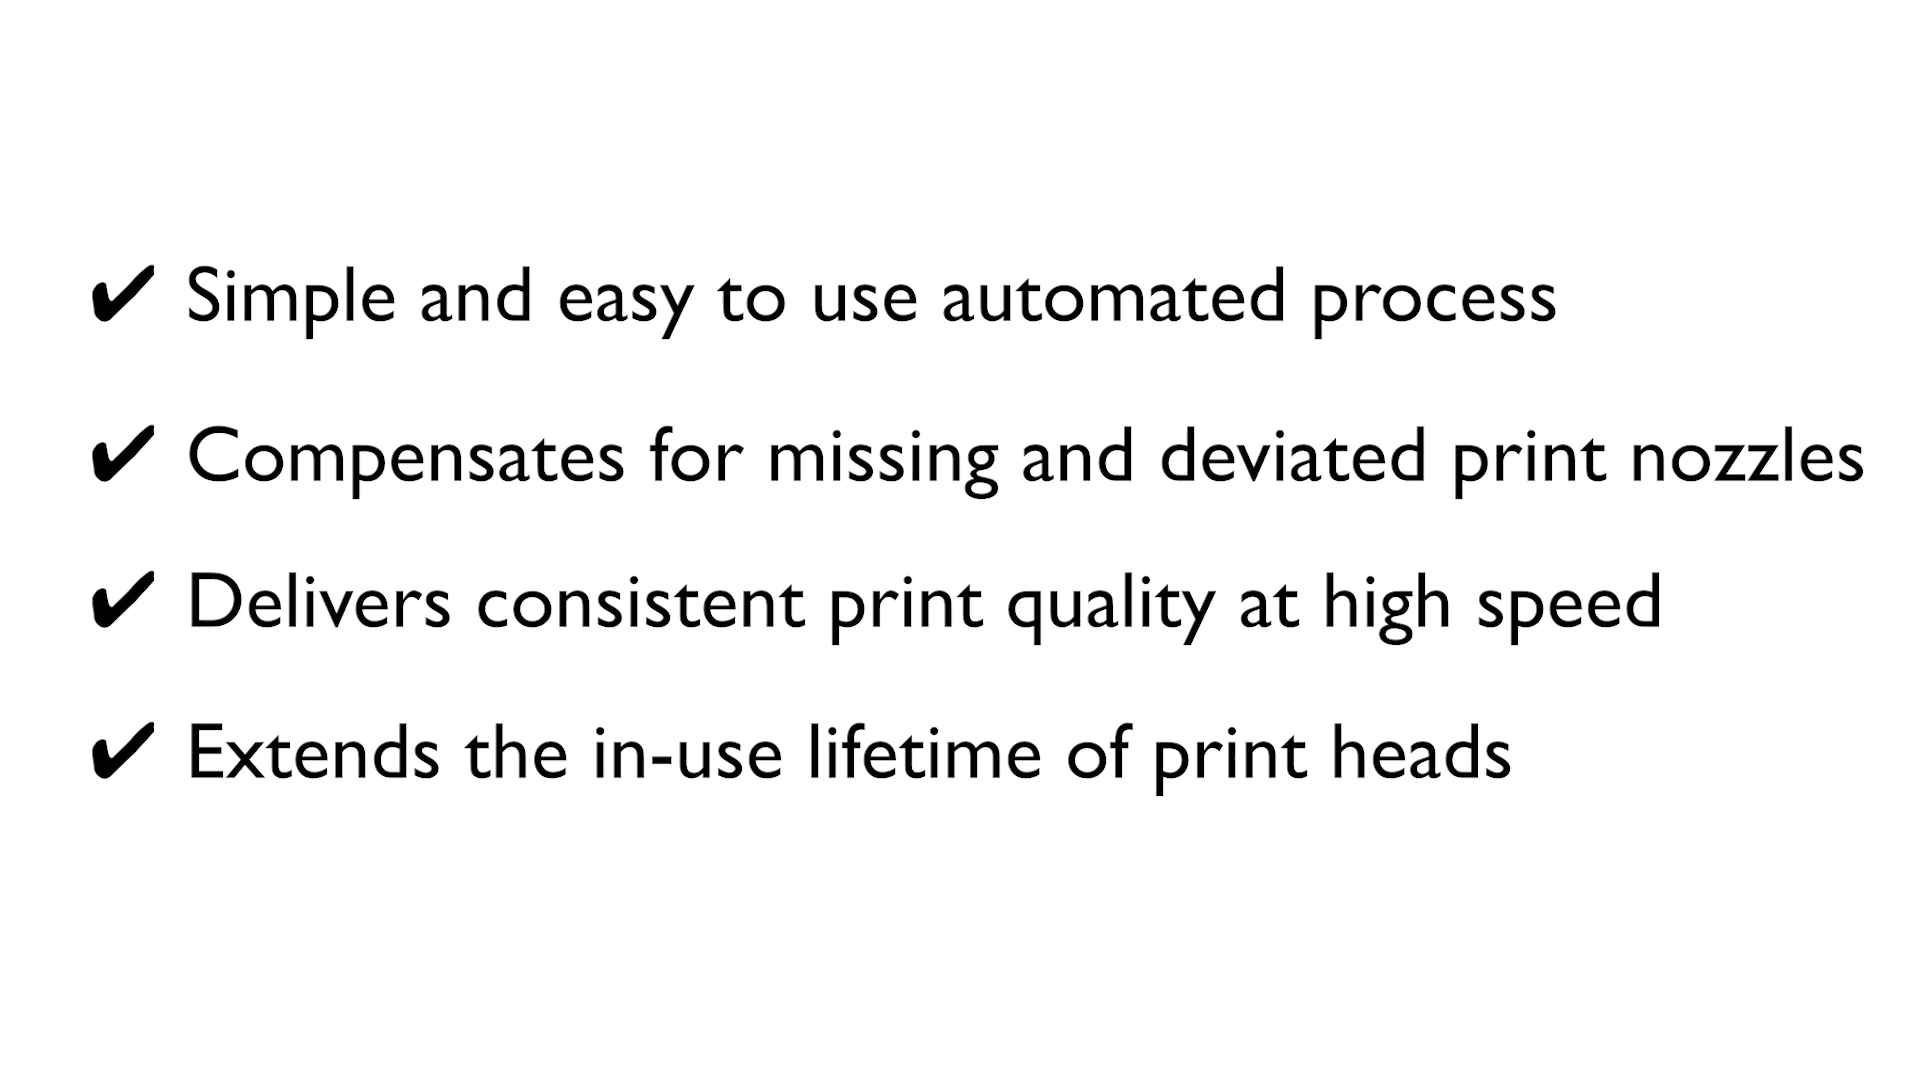 ✔ Simple and easy to use automated process
✔ Compensates for missing and deviated print nozzles
✔ Delivers consistent print quality at high speed
✔ Extends the in-use lifetime of print heads